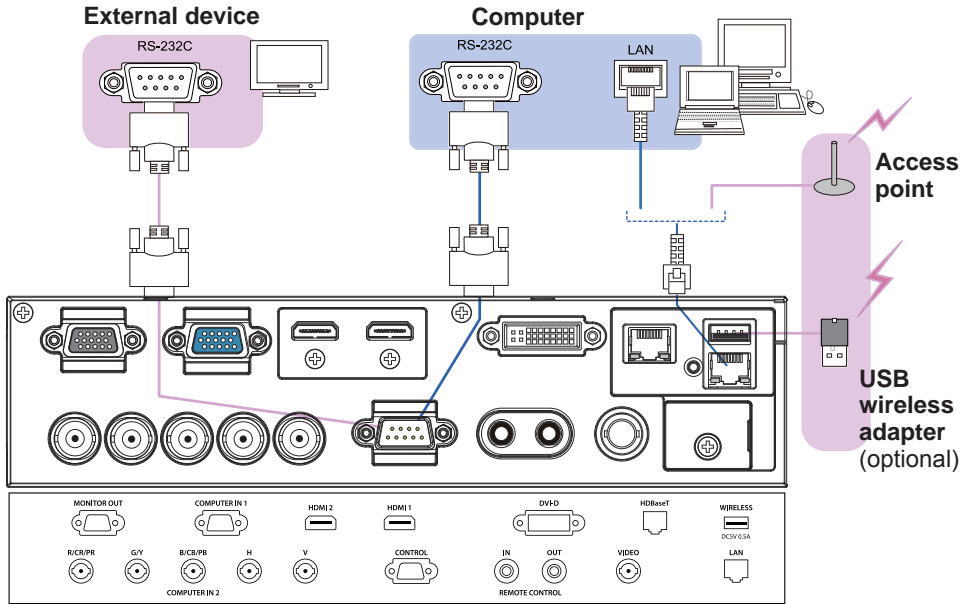 External device
Computer
RS-232C
RS-232C
LAN
Access
point
USB
wireless
adapter
(optional)
MONITOR OUT
COMPUTER IN 1
HDMI 2
HDMI 1
DVI-D
HDBaseT
WIRELESS
DC5V 0.5A
R/CR/PR
G/Y
B/CB/PB
H
V
CONTROL
IN
OUT
VIDEO
LAN
COMPUTER IN 2
REMOTE CONTROL